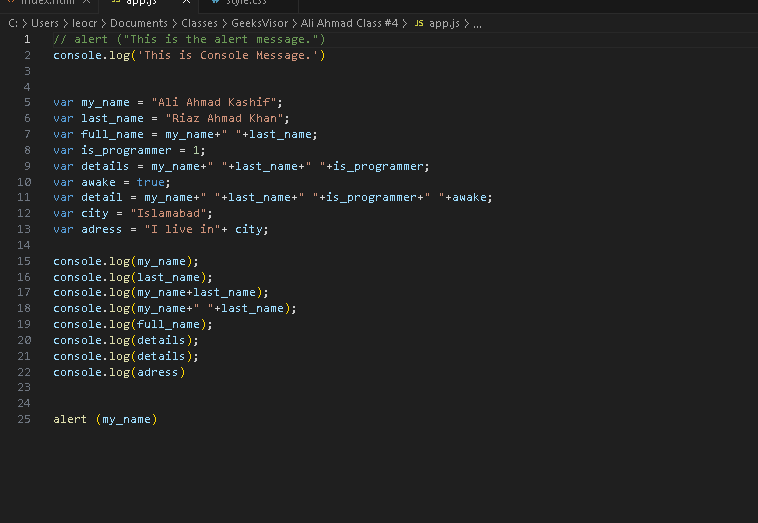 index.html app.js style.css
C: > Users > leocr > Documents > Classes > GeeksVisor > Ali Ahmad Class #4 > JS app.js > ...
1 // alert ("This is the alert message.")
2 console.log('This is Console Message.')
3
4
5 var my_name = "Ali Ahmad Kashif";
6 var last_name = "Riaz Ahmad Khan";
7 var full_name = my_name+" "+last_name;
8 var is_programmer = 1;
9 var details = my_name+" "+last_name+" "+is_programmer;
10 var awake = true;
11 var detail = my_name+" "+last_name+" "+is_programmer+" "+awake;
12 var city = "Islamabad";
13 var adress = "I live in"+ city;
14
15 console.log(my_name);
16 console.log(last_name);
17 console.log(my_name+last_name);
18 console.log(my_name+" "+last_name);
19 console.log(full_name);
20 console.log(details);
21 console.log(details);
22 console.log(adress)
23
24
25 alert (my_name)